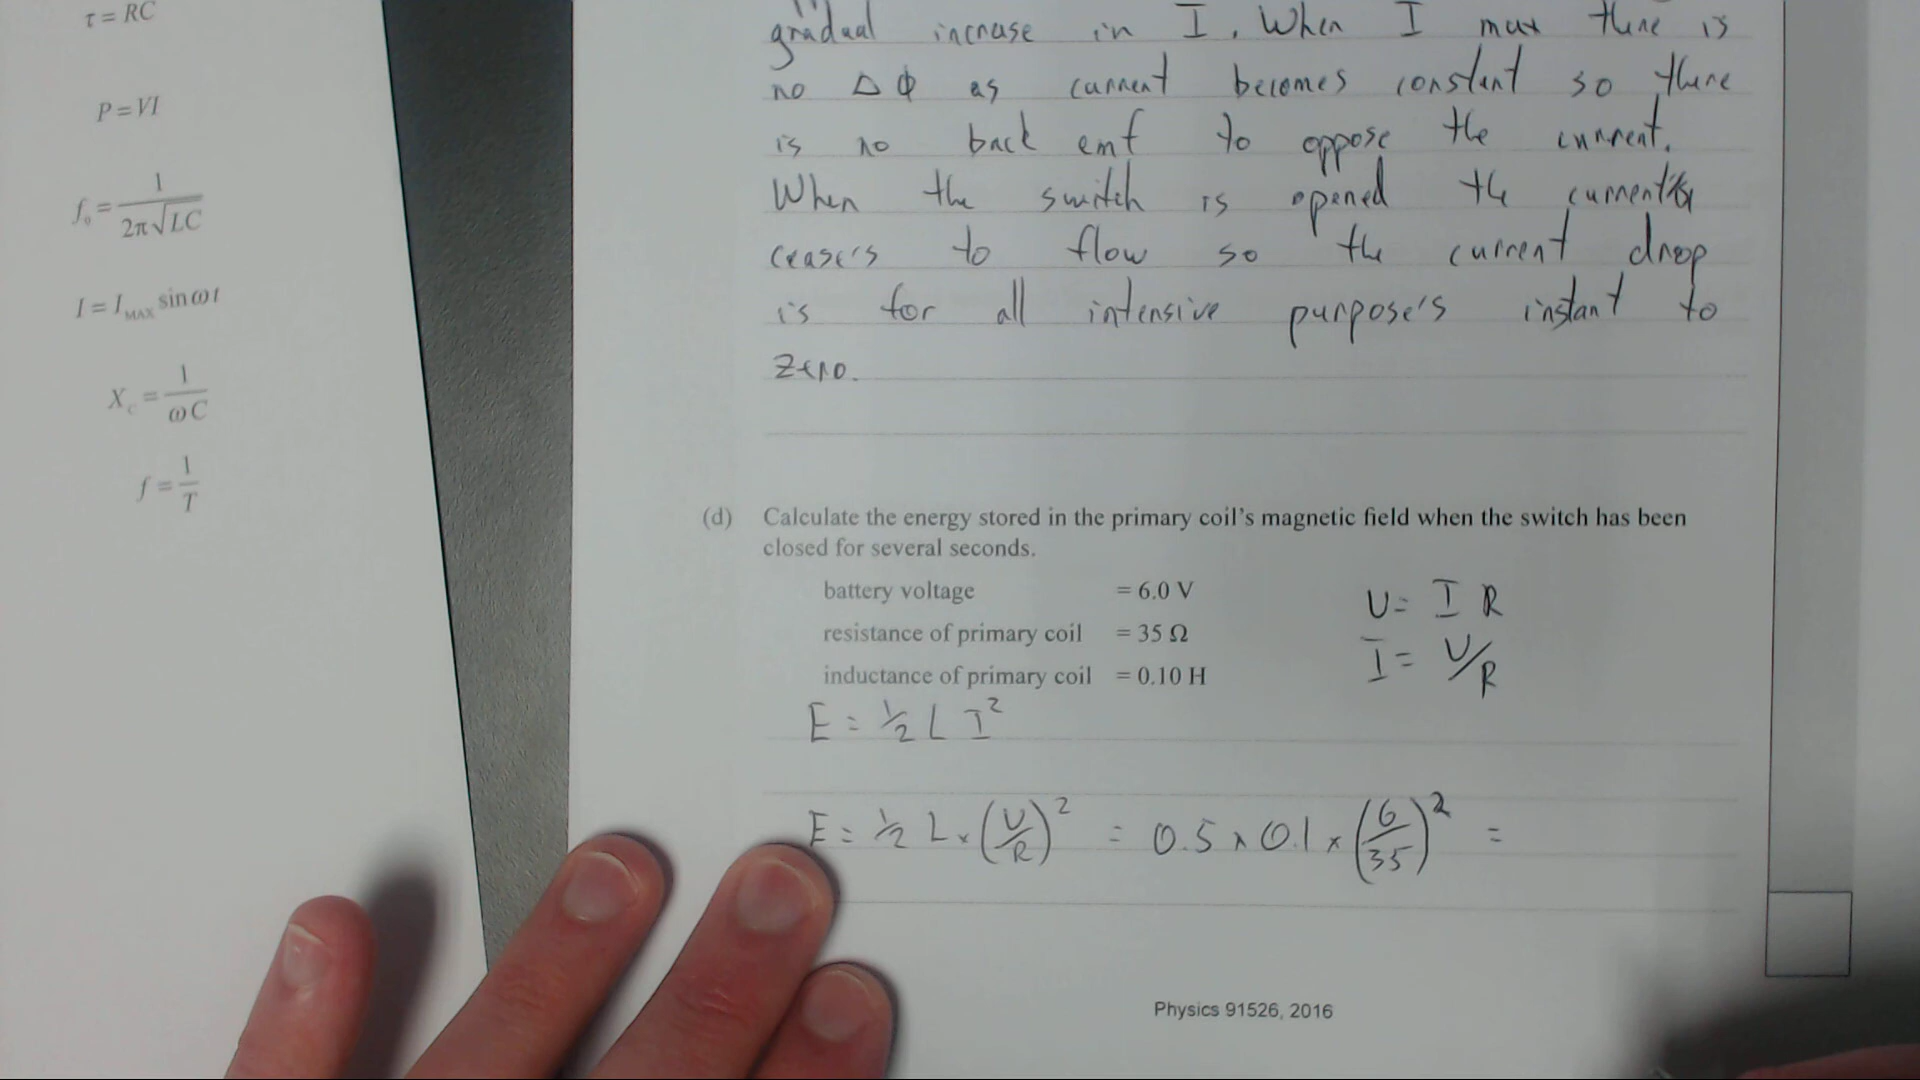 τ = RC
P = VI
f₀ = 1 / 2π√LC
I = I_MAX sin ωt
X_C = 1 / ωC
f = 1 / T
gradual increase in I. When I max there is
no Δϕ as current becomes constant so there
is no back emf to oppose the current.
When the switch is opened the current
ceases's to flow so the current drop
is for all intensive purpose's instant to
zero.
(d) Calculate the energy stored in the primary coil's magnetic field when the switch has been
closed for several seconds.
battery voltage = 6.0 V
resistance of primary coil = 35 Ω
inductance of primary coil = 0.10 H
V = I R
I = V/R
E = ½ L I²
E = ½ L × (V/R)² = 0.5 × 0.1 × (6/35)² =
Physics 91526, 2016